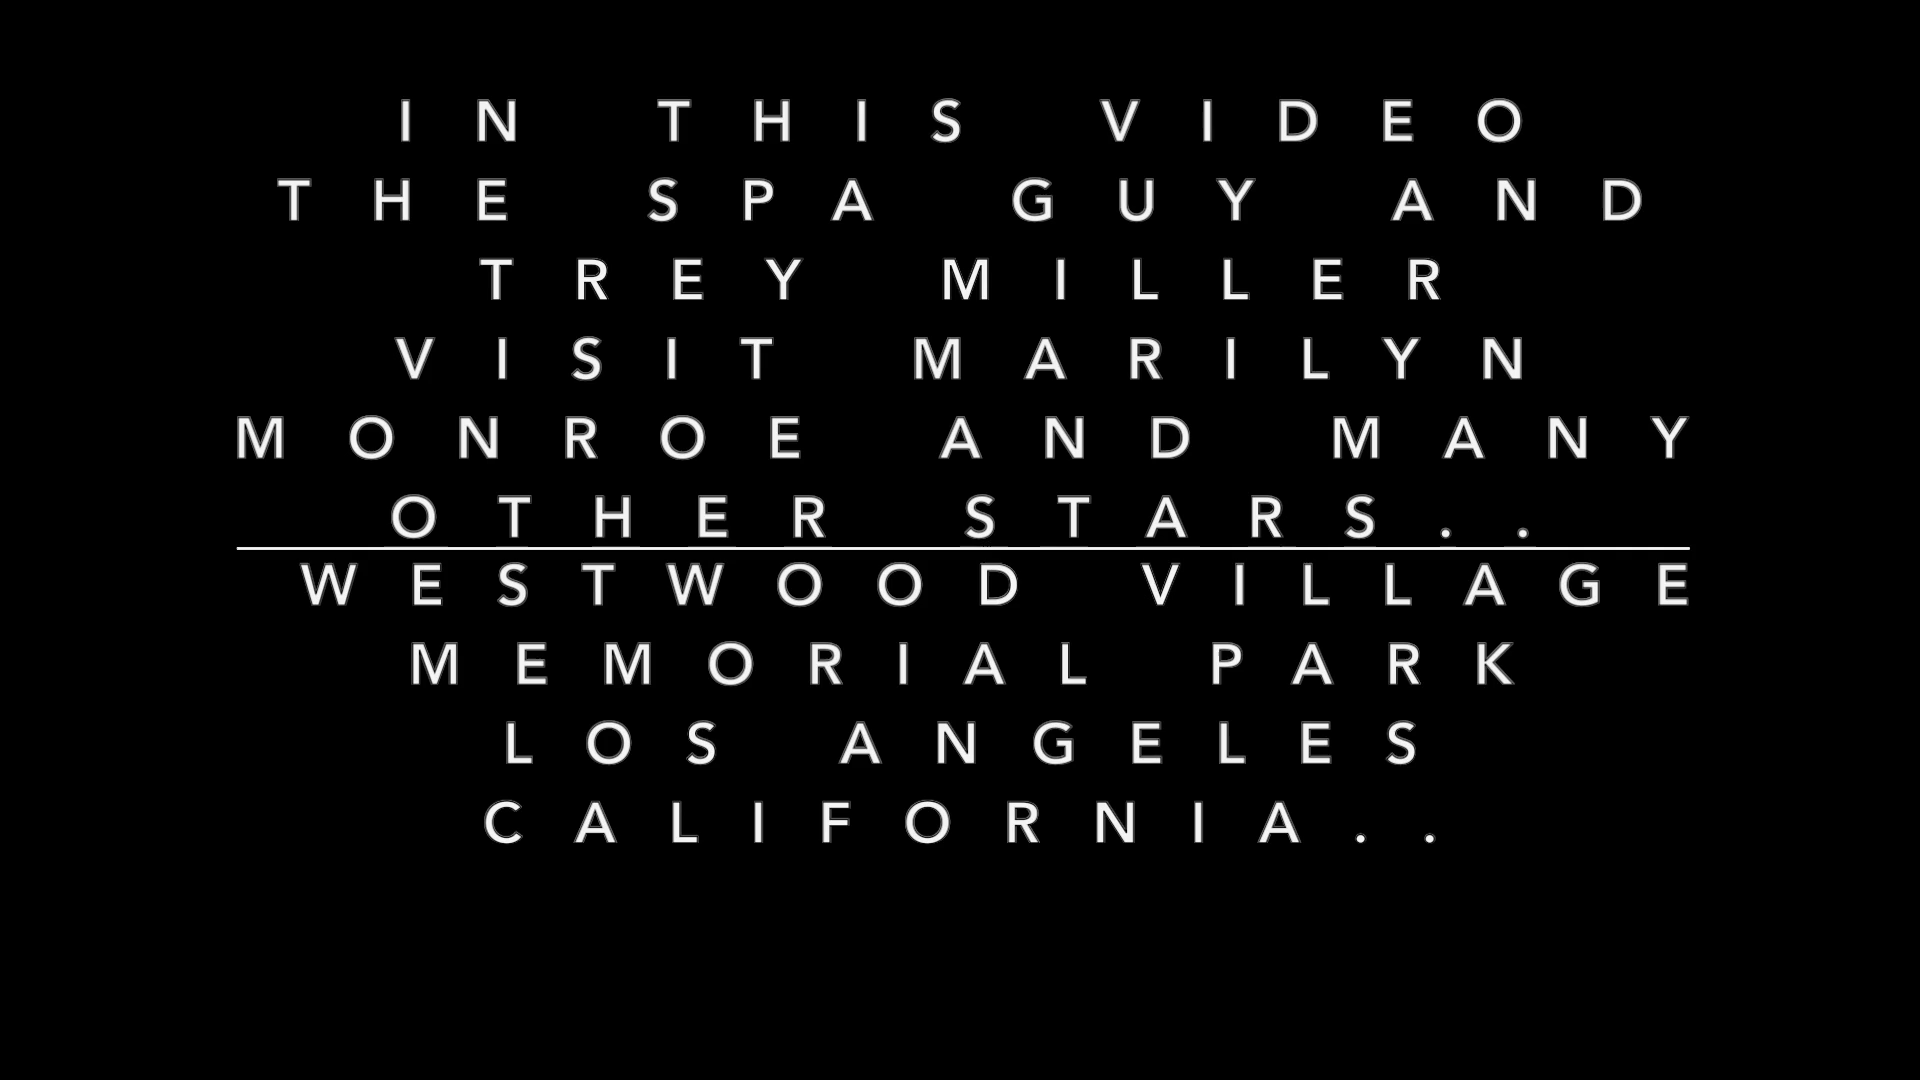 IN THIS VIDEO
THE SPA GUY AND
TREY MILLER
VISIT MARILYN
MONROE AND MANY
OTHER STARS..
WESTWOOD VILLAGE
MEMORIAL PARK
LOS ANGELES
CALIFORNIA..